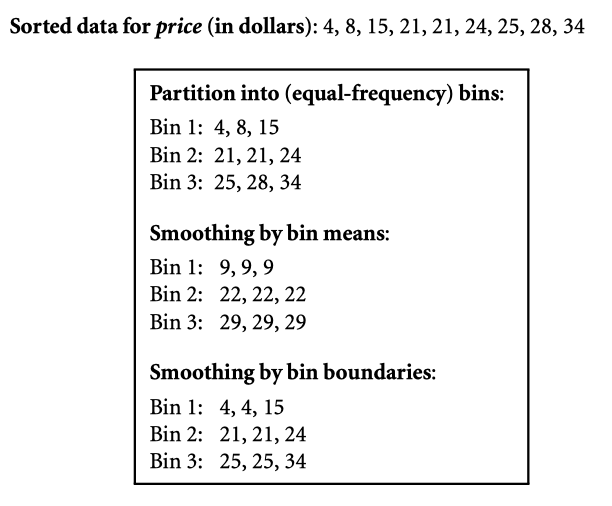 Sorted data for price (in dollars): 4, 8, 15, 21, 21, 24, 25, 28, 34
Partition into (equal-frequency) bins:
Bin 1: 4, 8, 15
Bin 2: 21, 21, 24
Bin 3: 25, 28, 34
Smoothing by bin means:
Bin 1: 9, 9, 9
Bin 2: 22, 22, 22
Bin 3: 29, 29, 29
Smoothing by bin boundaries:
Bin 1: 4, 4, 15
Bin 2: 21, 21, 24
Bin 3: 25, 25, 34